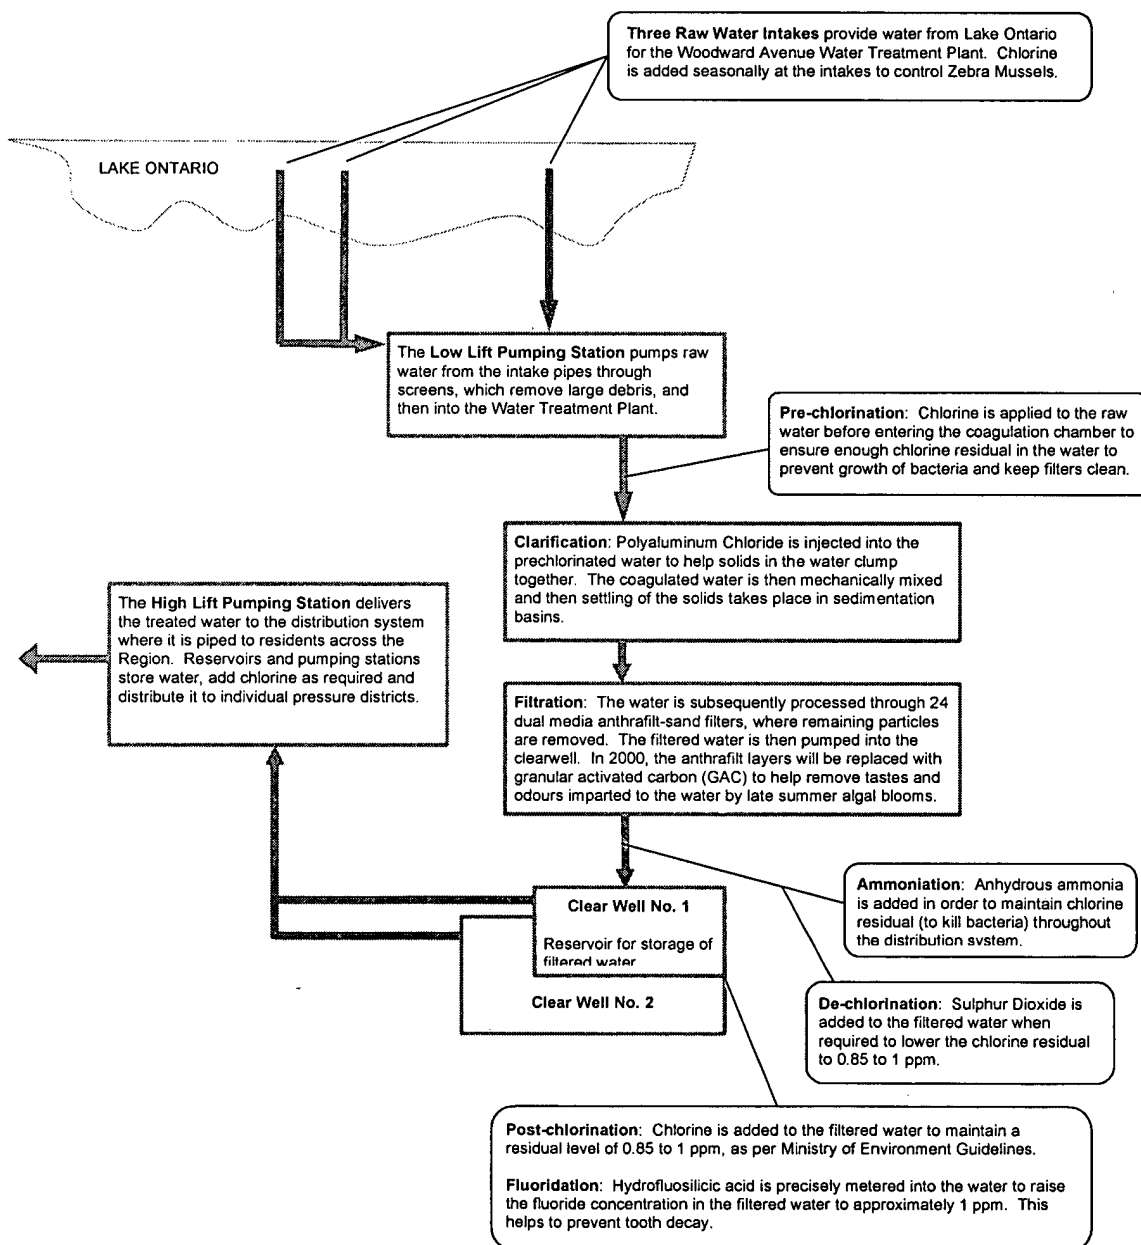 Three Raw Water Intakes provide water from Lake Ontario
for the Woodward Avenue Water Treatment Plant. Chlorine
is added seasonally at the intakes to control Zebra Mussels.
LAKE ONTARIO
The Low Lift Pumping Station pumps raw
water from the intake pipes through
screens, which remove large debris, and
then into the Water Treatment Plant.
Pre-chlorination: Chlorine is applied to the raw
water before entering the coagulation chamber to
ensure enough chlorine residual in the water to
prevent growth of bacteria and keep filters clean.
Clarification: Polyaluminum Chloride is injected into the
prechlorinated water to help solids in the water clump
together. The coagulated water is then mechanically mixed
and then settling of the solids takes place in sedimentation
basins.
The High Lift Pumping Station delivers
the treated water to the distribution system
where it is piped to residents across the
Region. Reservoirs and pumping stations
store water, add chlorine as required and
distribute it to individual pressure districts.
Filtration: The water is subsequently processed through 24
dual media anthrafilt-sand filters, where remaining particles
are removed. The filtered water is then pumped into the
clearwell. In 2000, the anthrafilt layers will be replaced with
granular activated carbon (GAC) to help remove tastes and
odours imparted to the water by late summer algal blooms.
Ammoniation: Anhydrous ammonia
is added in order to maintain chlorine
residual (to kill bacteria) throughout
the distribution system.
Clear Well No. 1
Reservoir for storage of
filtered water
Clear Well No. 2
De-chlorination: Sulphur Dioxide is
added to the filtered water when
required to lower the chlorine residual
to 0.85 to 1 ppm.
Post-chlorination: Chlorine is added to the filtered water to maintain a
residual level of 0.85 to 1 ppm, as per Ministry of Environment Guidelines.
Fluoridation: Hydrofluosilicic acid is precisely metered into the water to raise
the fluoride concentration in the filtered water to approximately 1 ppm. This
helps to prevent tooth decay.